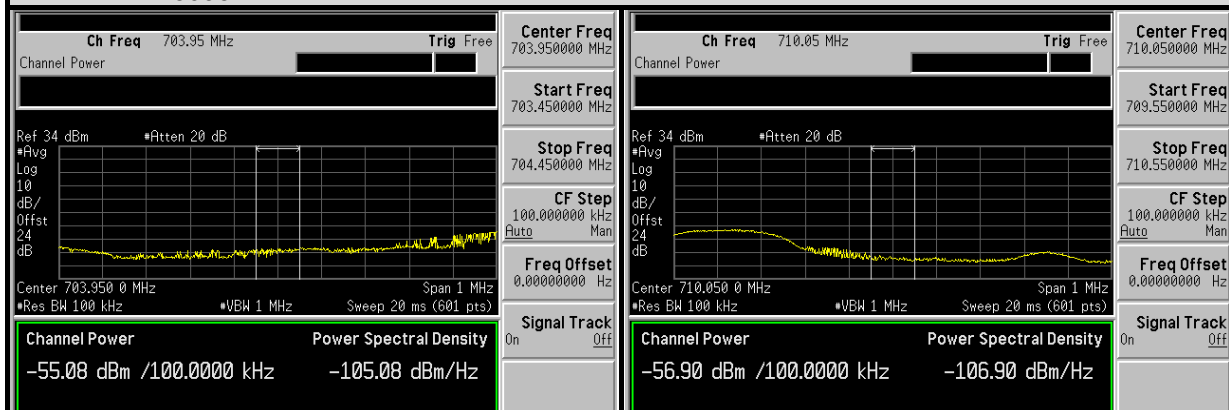 Ch Freq 703.95 MHz Trig Free
Channel Power
Ref 34 dBm #Atten 20 dB
#Avg
Log
10
dB/
Offst
24
dB
Center 703.950 0 MHz Span 1 MHz
#Res BW 100 kHz #VBW 1 MHz Sweep 20 ms (601 pts)
Channel Power Power Spectral Density
-55.08 dBm /100.0000 kHz -105.08 dBm/Hz
Center Freq
703.950000 MHz
Start Freq
703.450000 MHz
Stop Freq
704.450000 MHz
CF Step
100.000000 kHz
Auto Man
Freq Offset
0.00000000 Hz
Signal Track
On Off
Ch Freq 710.05 MHz Trig Free
Channel Power
Ref 34 dBm #Atten 20 dB
#Avg
Log
10
dB/
Offst
24
dB
Center 710.050 0 MHz Span 1 MHz
#Res BW 100 kHz #VBW 1 MHz Sweep 20 ms (601 pts)
Channel Power Power Spectral Density
-56.90 dBm /100.0000 kHz -106.90 dBm/Hz
Center Freq
710.050000 MHz
Start Freq
709.550000 MHz
Stop Freq
710.550000 MHz
CF Step
100.000000 kHz
Auto Man
Freq Offset
0.00000000 Hz
Signal Track
On Off